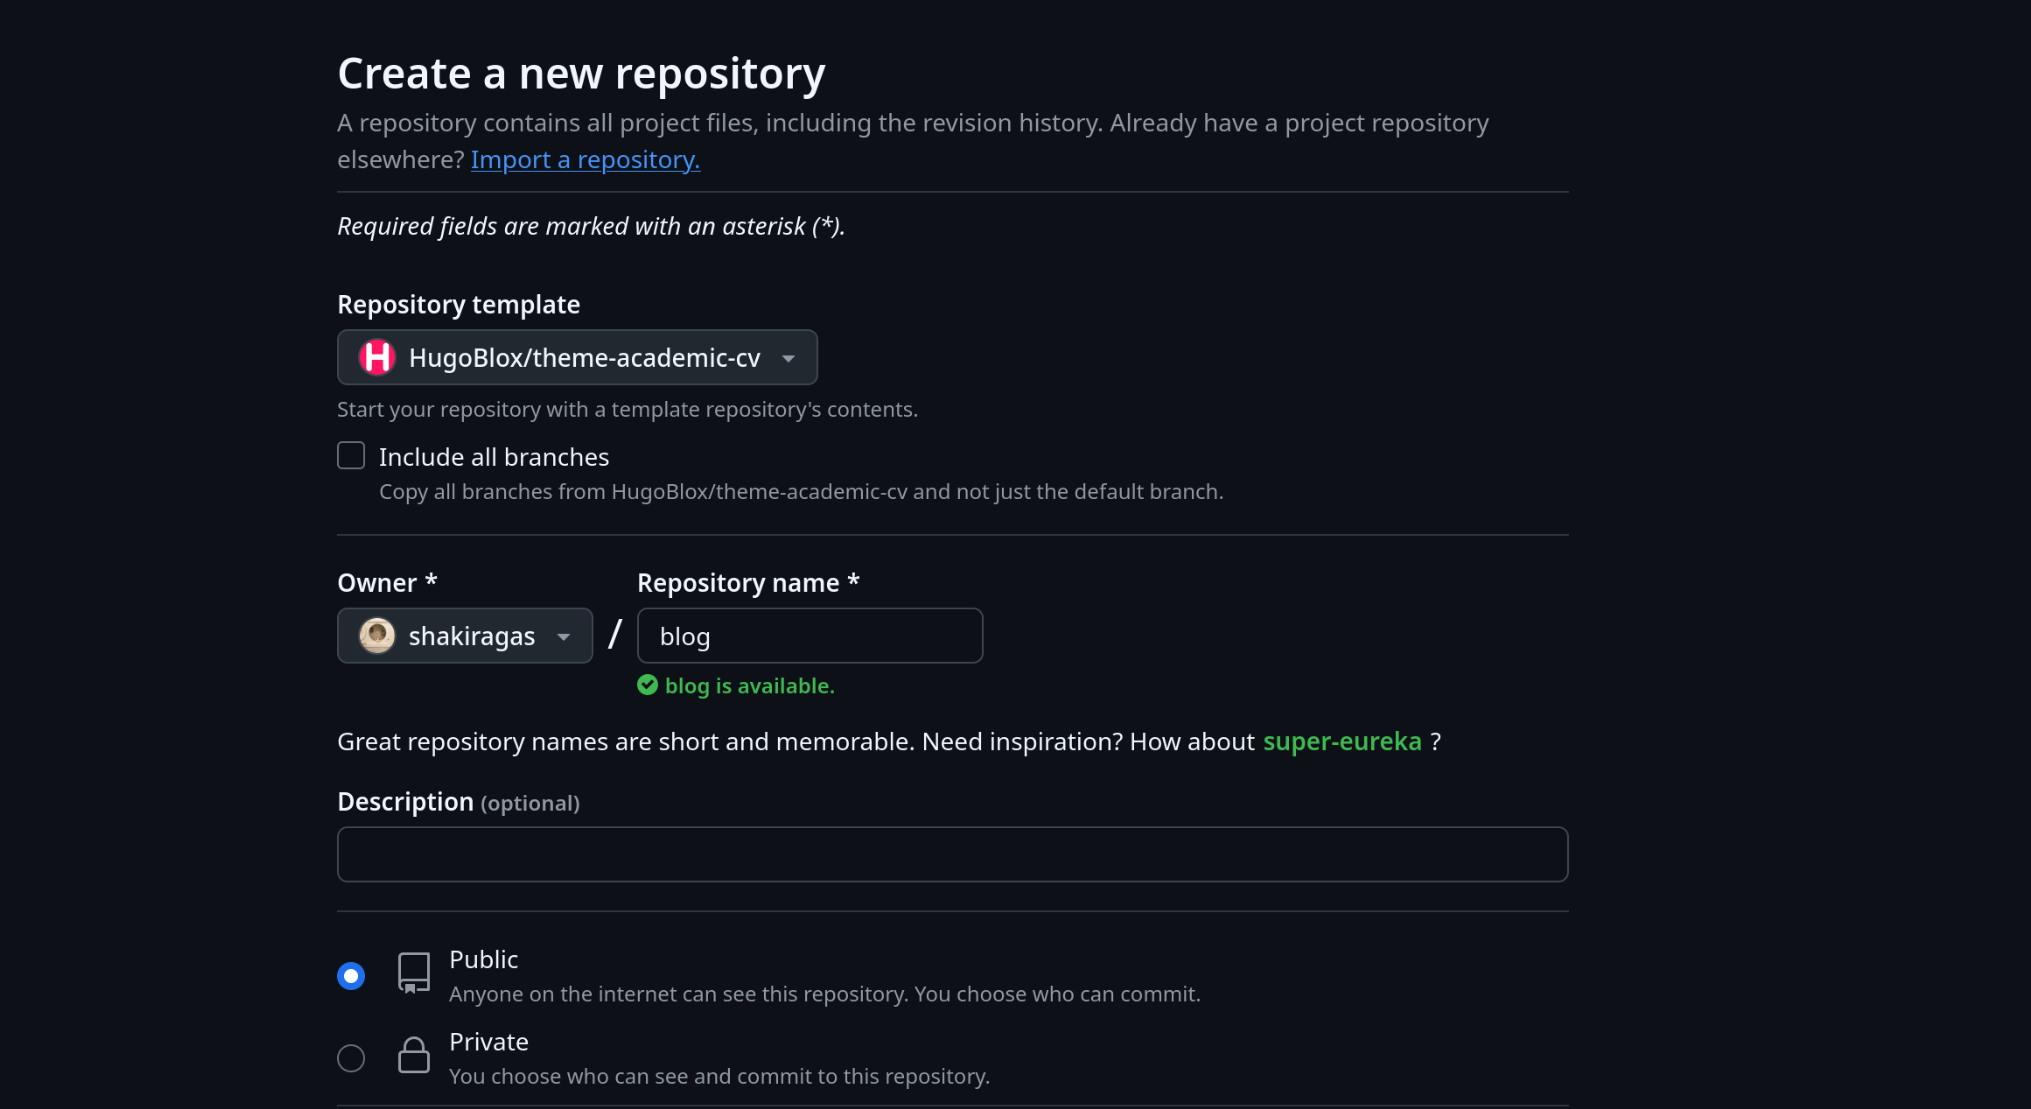 Create a new repository
A repository contains all project files, including the revision history. Already have a project repository
elsewhere? Import a repository.
Required fields are marked with an asterisk (*).
Repository template
HugoBlox/theme-academic-cv
Start your repository with a template repository's contents.
Include all branches
Copy all branches from HugoBlox/theme-academic-cv and not just the default branch.
Owner * Repository name *
shakiragas / blog
blog is available.
Great repository names are short and memorable. Need inspiration? How about super-eureka ?
Description (optional)
Public
Anyone on the internet can see this repository. You choose who can commit.
Private
You choose who can see and commit to this repository.